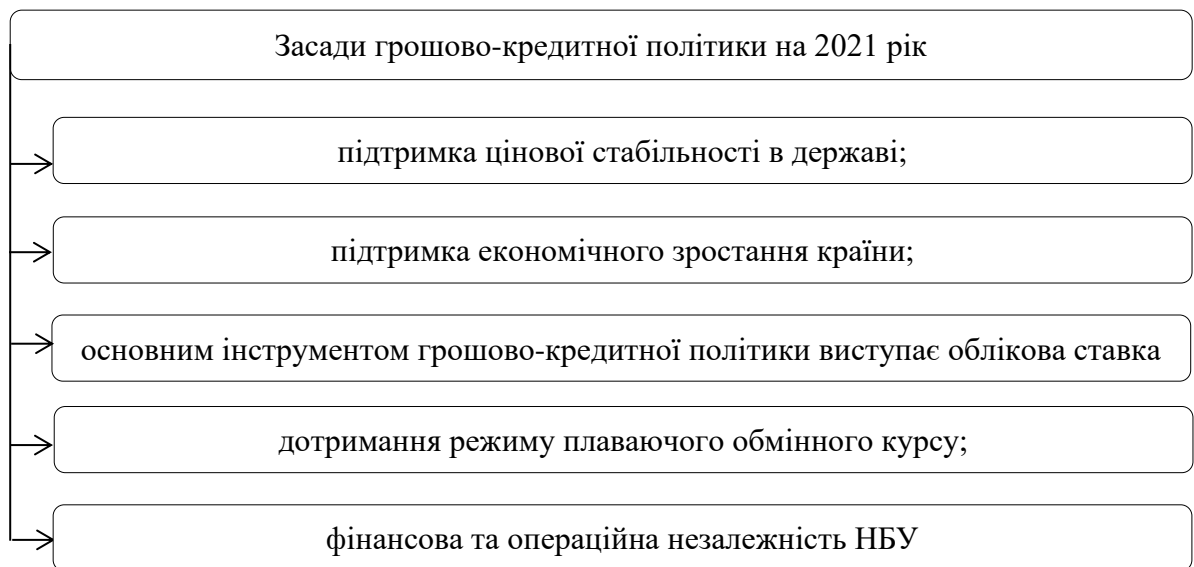 Засади грошово-кредитної політики на 2021 рік
підтримка цінової стабільності в державі;
підтримка економічного зростання країни;
основним інструментом грошово-кредитної політики виступає облікова ставка
дотримання режиму плаваючого обмінного курсу;
фінансова та операційна незалежність НБУ